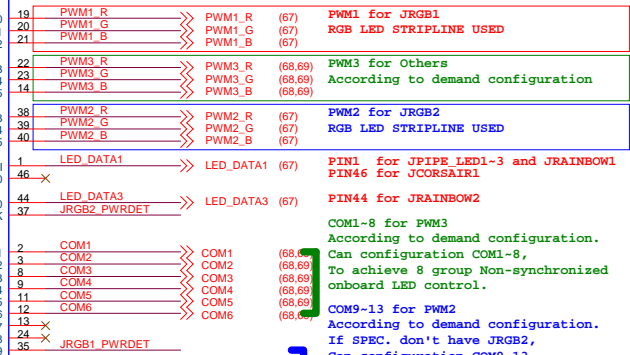 19 PWM1_R PWM1_R (67) PWM1 for JRGB1
20 PWM1_G PWM1_G (67) RGB LED STRIPLINE USED
21 PWM1_B PWM1_B (67)
22 PWM3_R PWM3_R (68,69) PWM3 for Others
23 PWM3_G PWM3_G (68,69) According to demand configuration
14 PWM3_B PWM3_B (68,69)
38 PWM2_R PWM2_R (67) PWM2 for JRGB2
39 PWM2_G PWM2_G (67) RGB LED STRIPLINE USED
40 PWM2_B PWM2_B (67)
1 LED_DATA1 LED_DATA1 (67) PIN1 for JPIPE_LED1~3 and JRAINBOW1
46 PIN46 for JCORSAIR1
44 LED_DATA3 LED_DATA3 (67) PIN44 for JRAINBOW2
37 JRGB2_PWRDET
COM1~8 for PWM3
According to demand configuration.
Can configuration COM1~8,
To achieve 8 group Non-synchronized
onboard LED control.
2 COM1 COM1 (68,69)
3 COM2 COM2 (68,69)
8 COM3 COM3 (68,69)
9 COM4 COM4 (68,69)
11 COM5 COM5 (68,69)
12 COM6 COM6 (68,69)
13
24
35 JRGB1_PWRDET
COM9~13 for PWM2
According to demand configuration.
If SPEC. don't have JRGB2,
Can configuration COM9~13